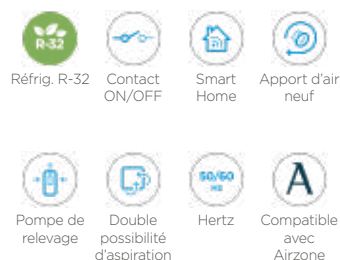 R-32
Réfrig. R-32
Contact
ON/OFF
Smart
Home
Apport d'air
neuf
50/60
HB
Pompe de
relevage
Double
possibilité
d'aspiration
Hertz
A
Compatible
avec
Airzone